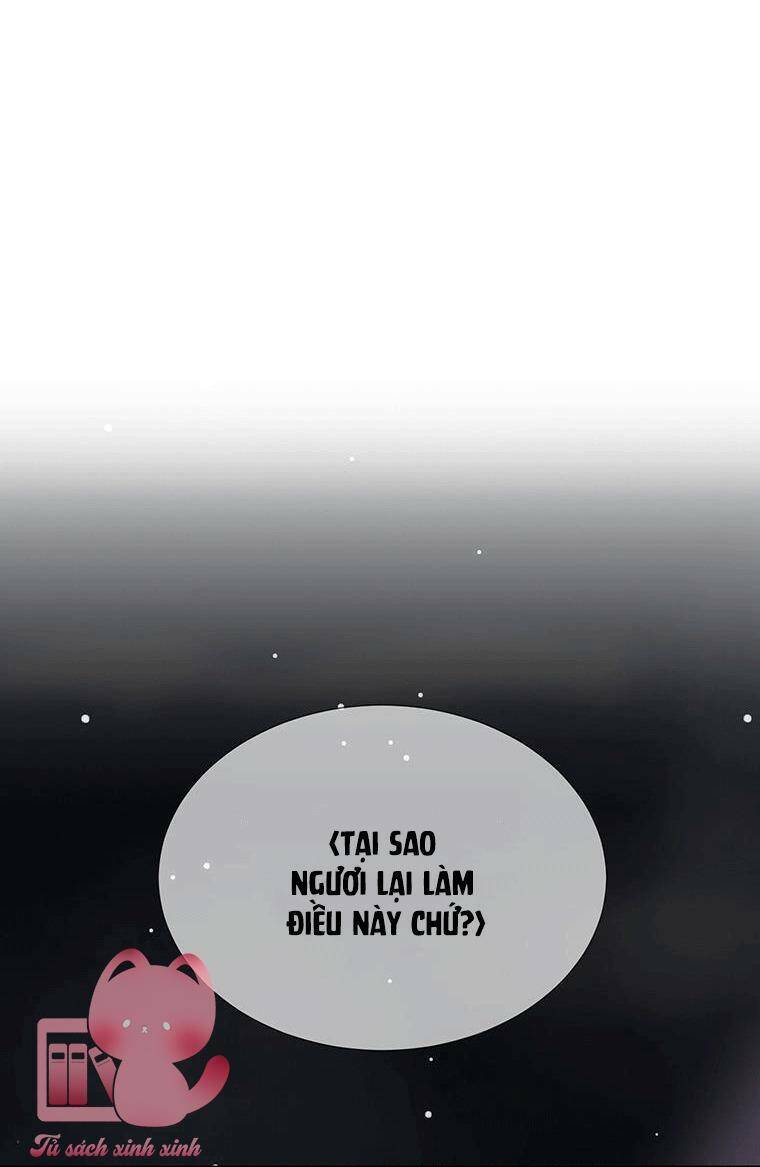 <TẠI SAO
NGƯƠI LẠI LÀM
ĐIỀU NÀY CHỨ?>
Tủ sách xinh xinh